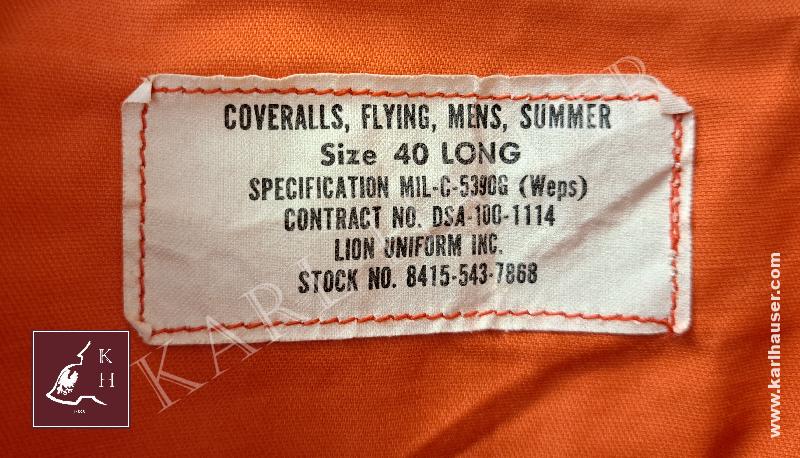 COVERALLS, FLYING, MENS, SUMMER
Size 40 LONG
SPECIFICATION MIL-C-5390G (Weps)
CONTRACT NO. DSA-100-1114
LION UNIFORM INC.
STOCK NO. 8415-543-7868
K
H
www.karlhauser.com